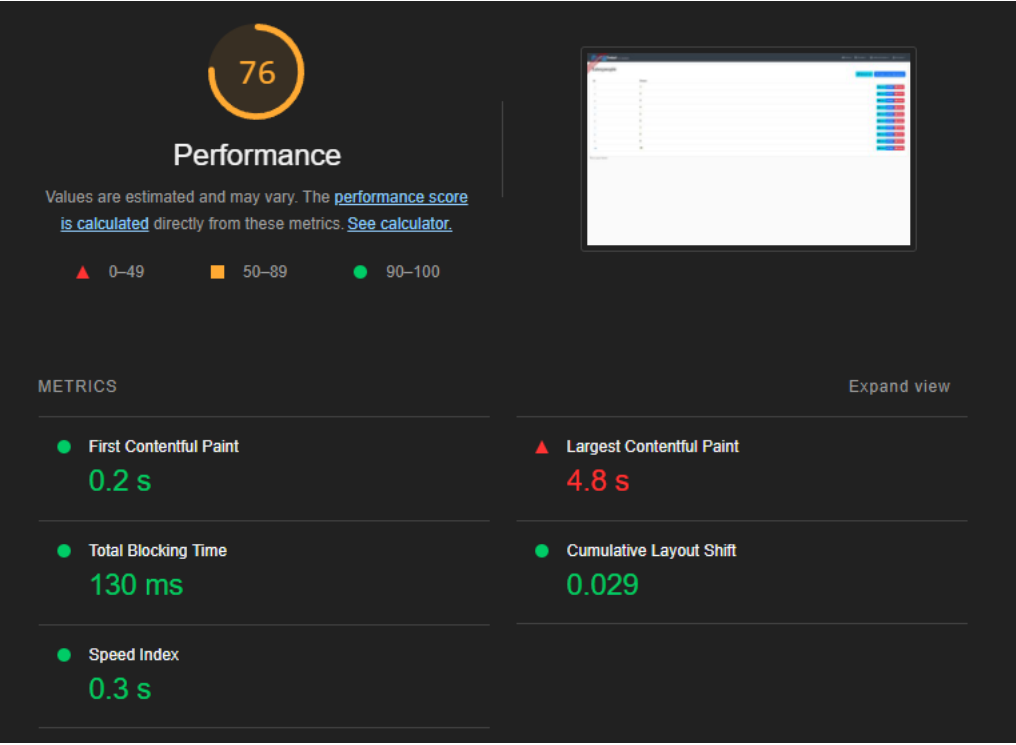 76
Performance
Values are estimated and may vary. The performance score
is calculated directly from these metrics. See calculator.
0–49
50–89
90–100
METRICS
Expand view
First Contentful Paint
0.2 s
Largest Contentful Paint
4.8 s
Total Blocking Time
130 ms
Cumulative Layout Shift
0.029
Speed Index
0.3 s